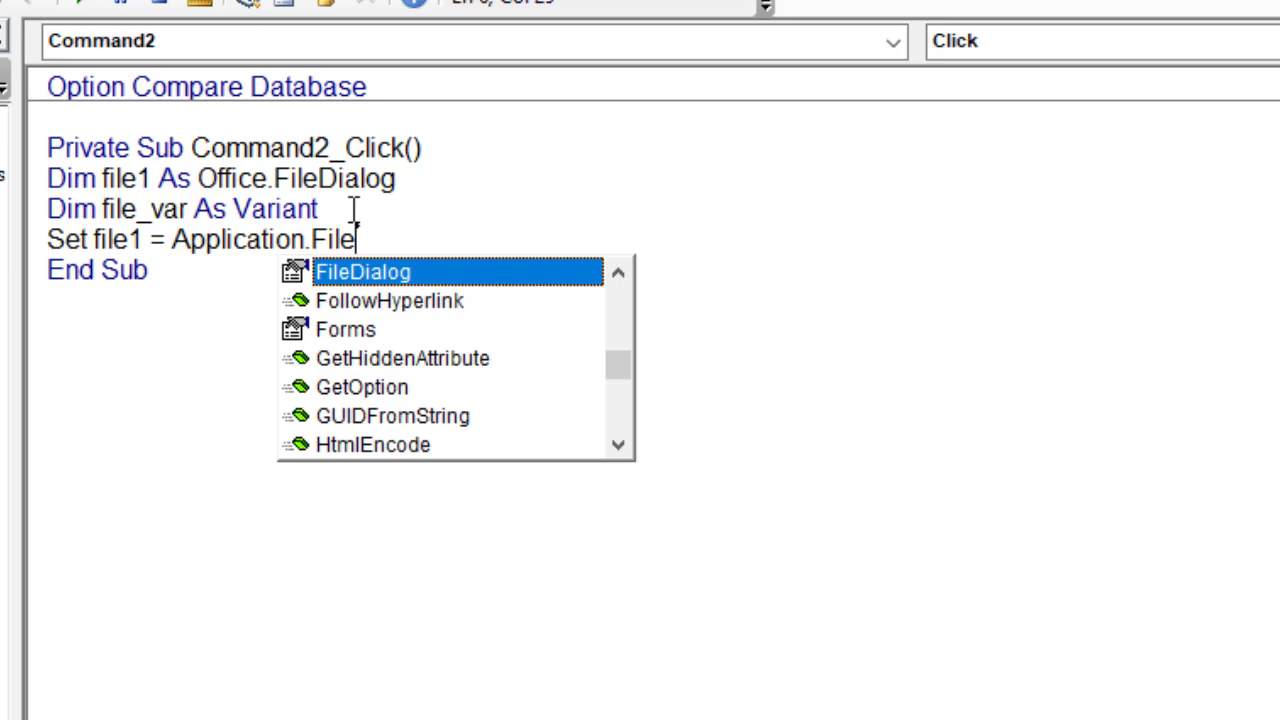 Command2
Click
Option Compare Database
Private Sub Command2_Click()
Dim file1 As Office.FileDialog
Dim file_var As Variant
Set file1 = Application.File
End Sub
FileDialog
FollowHyperlink
Forms
GetHiddenAttribute
GetOption
GUIDFromString
HtmlEncode